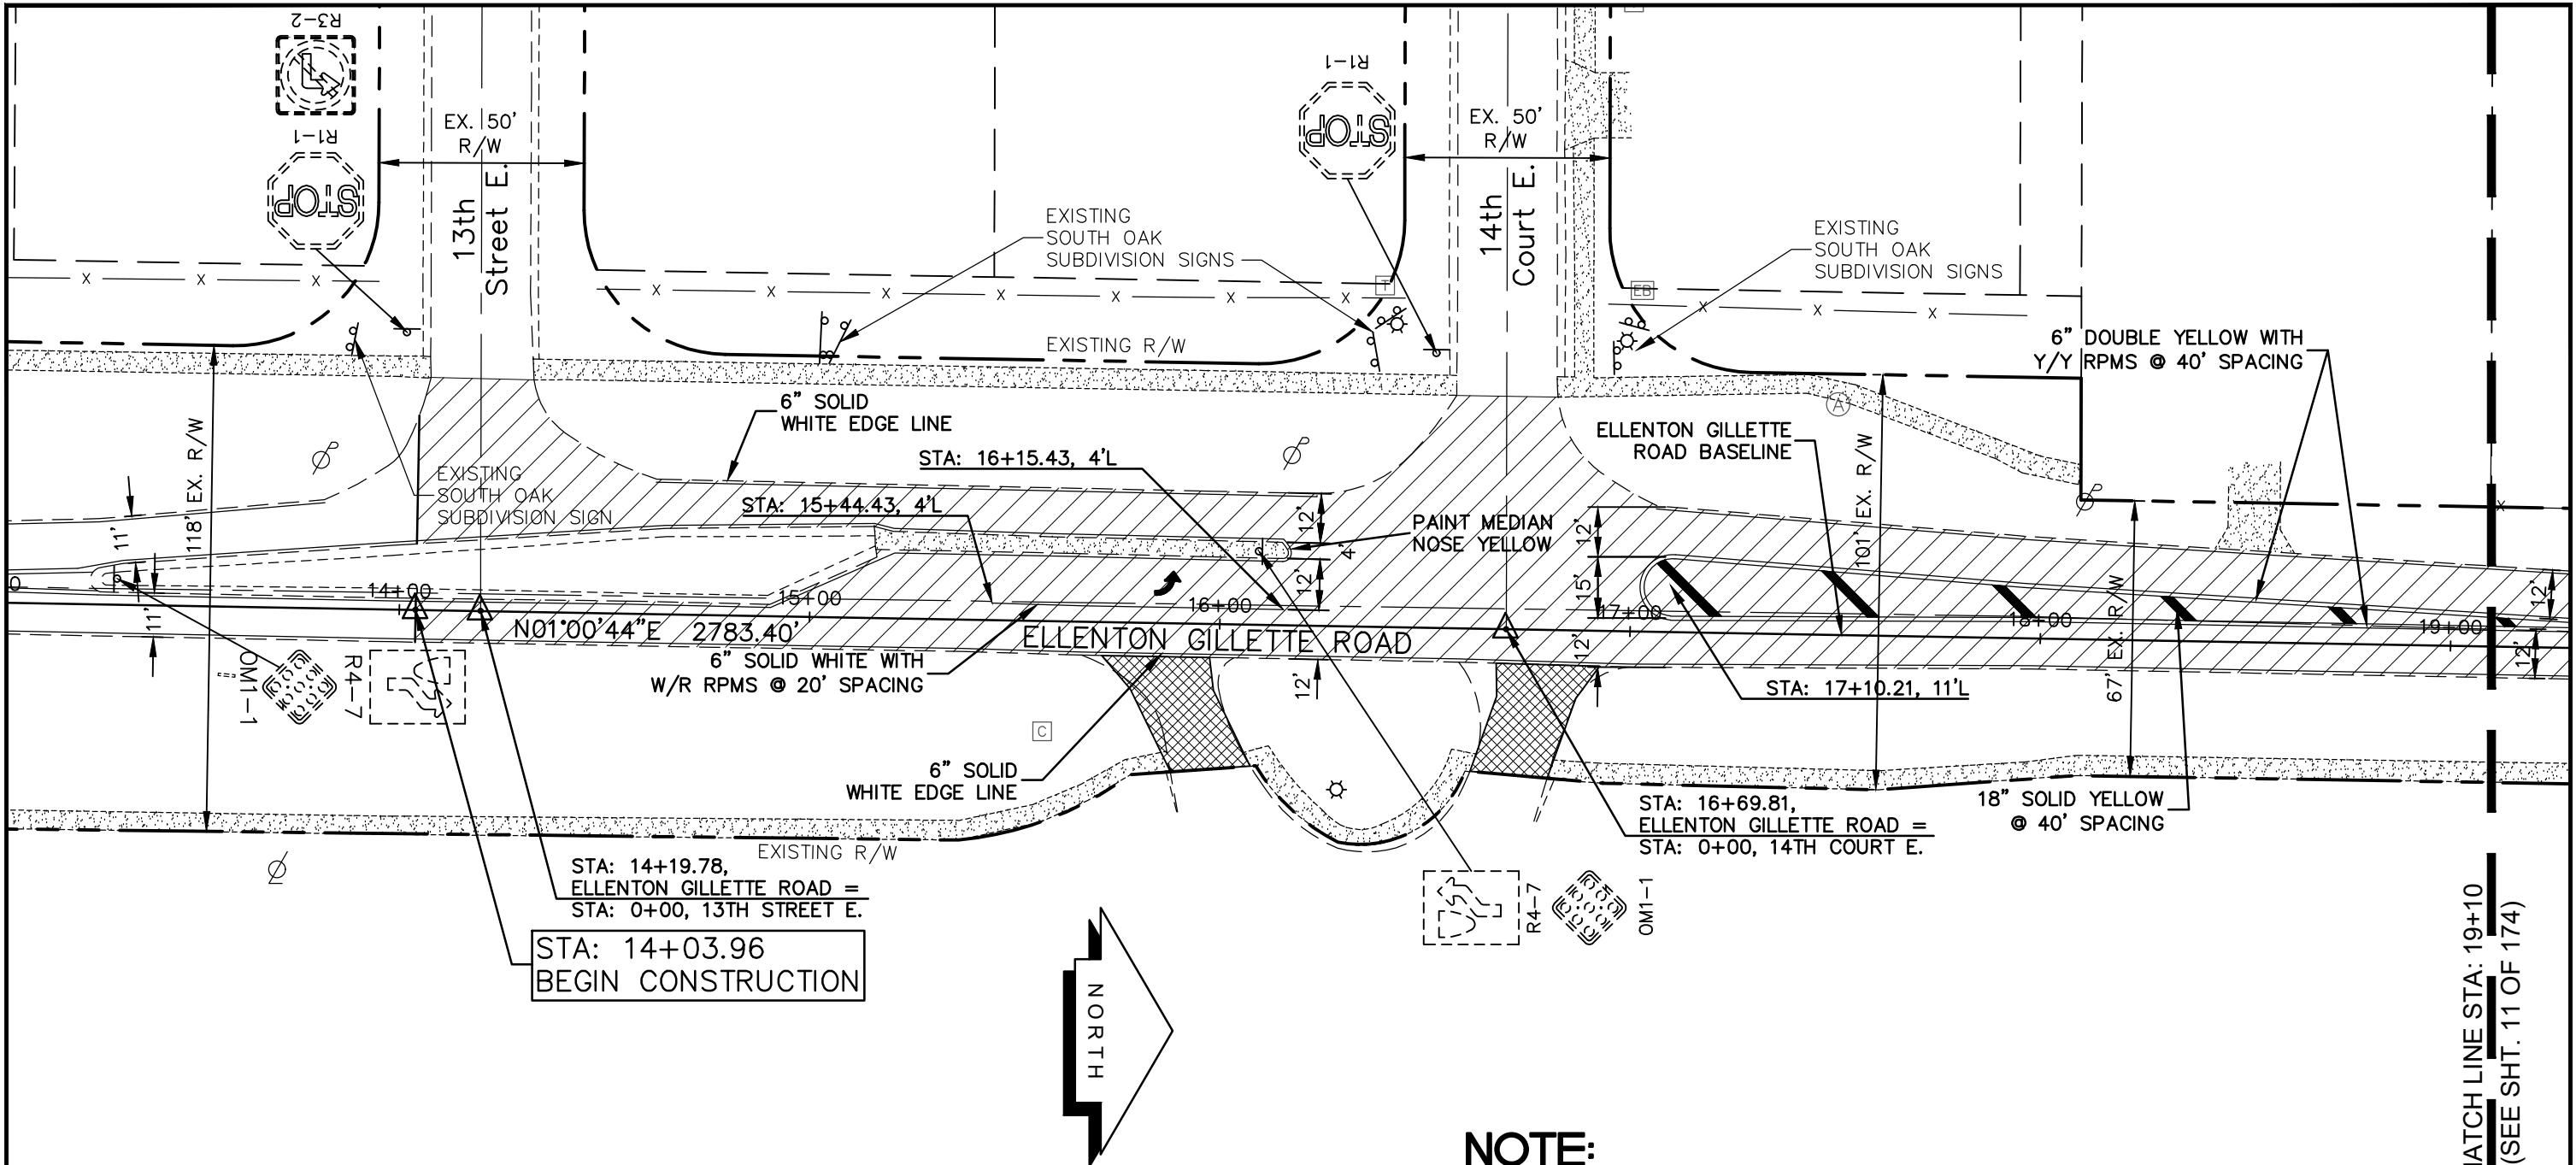 R3-2
R1-1
STOP
EX. 50'
R/W
13th
Street E.
R1-1
STOP
EX. 50'
R/W
14th
Court E.
EXISTING
SOUTH OAK
SUBDIVISION SIGNS
EXISTING
SOUTH OAK
SUBDIVISION SIGNS
T
EB
X X X
X X X X X X X
X X X
EXISTING R/W
6" DOUBLE YELLOW WITH
Y/Y RPMS @ 40' SPACING
6" SOLID
WHITE EDGE LINE
STA: 16+15.43, 4'L
STA: 15+44.43, 4'L
ELLENTON GILLETTE
ROAD BASELINE
A
EXISTING
SOUTH OAK
SUBDIVISION SIGN
118' EX. R/W
101' EX. R/W
67' EX. R/W
PAINT MEDIAN
NOSE YELLOW
11'
11'
12'
4'
12'
12'
12'
15'
12'
12'
12'
X
0
14+00
15+00
16+00
17+00
18+00
19+00
N01°00'44"E 2783.40'
ELLENTON GILLETTE ROAD
6" SOLID WHITE WITH
W/R RPMS @ 20' SPACING
STA: 17+10.21, 11'L
OM1-1
R4-7
C
6" SOLID
WHITE EDGE LINE
18" SOLID YELLOW
@ 40' SPACING
STA: 16+69.81,
ELLENTON GILLETTE ROAD =
STA: 0+00, 14TH COURT E.
EXISTING R/W
STA: 14+19.78,
ELLENTON GILLETTE ROAD =
STA: 0+00, 13TH STREET E.
STA: 14+03.96
BEGIN CONSTRUCTION
R4-7
OM1-1
NORTH
NOTE:
LINE STA: 19+10
(SEE SHT. 11 OF 174)